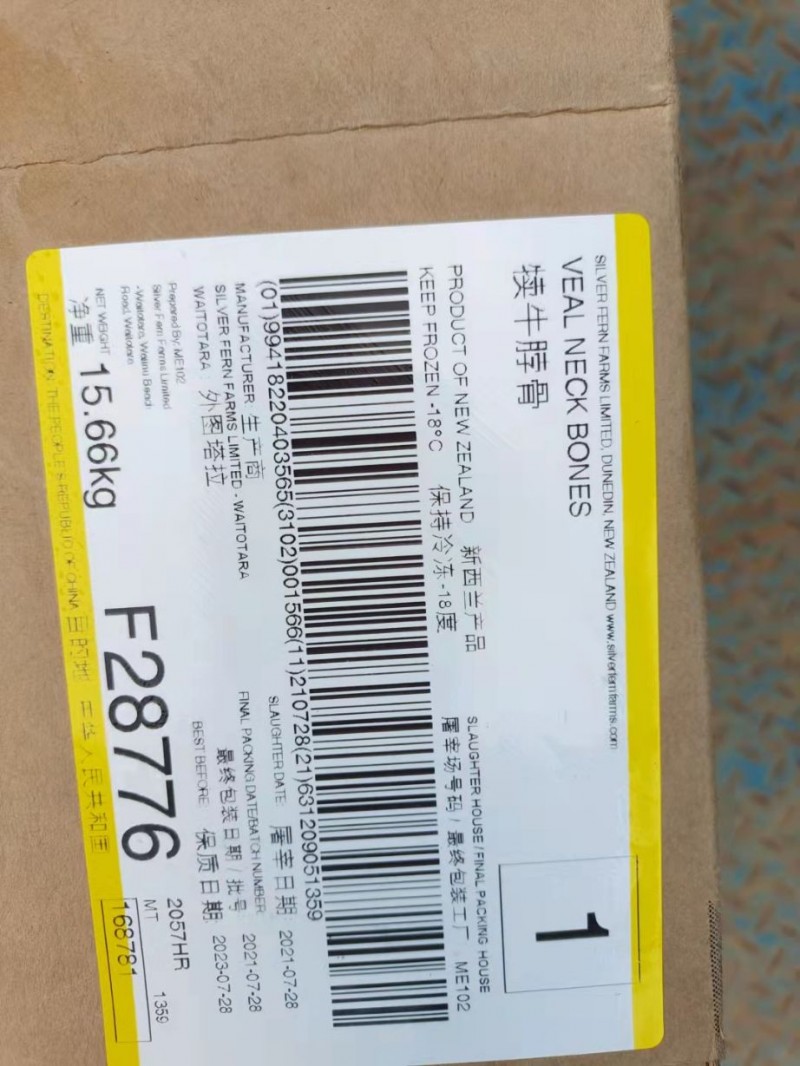 SILVER FERN FARMS LIMITED, DUNEDIN, NEW ZEALAND www.silverfernfarms.com
VEAL NECK BONES
犊牛脖骨
1
PRODUCT OF NEW ZEALAND 新西兰产品
KEEP FROZEN -18°C 保持冷冻 -18度
SLAUGHTER HOUSE / FINAL PACKING HOUSE
屠宰场号码 / 最终包装工厂 ME102
(01)99418220403565(3102)001566(11)210728(21)631209051359
MANUFACTURER 生产商
SILVER FERN FARMS LIMITED - WAITOTARA
WAITOTARA 外图塔拉
SLAUGHTER DATE 屠宰日期 2021-07-28
FINAL PACKING DATE/BATCH NUMBER
最终包装日期 / 批号 2021-07-28
BEST BEFORE 保质日期 2023-07-28
Prepared By: ME102
Silver Fern Farms Limited
-Waitotara, Waiinu Beach
Road, Waitotara
NET WEIGHT
净重 15.66kg
F28776
2057HR
MT 1359
168781
DESTINATION THE PEOPLE'S REPUBLIC OF CHINA 目的地 中华人民共和国